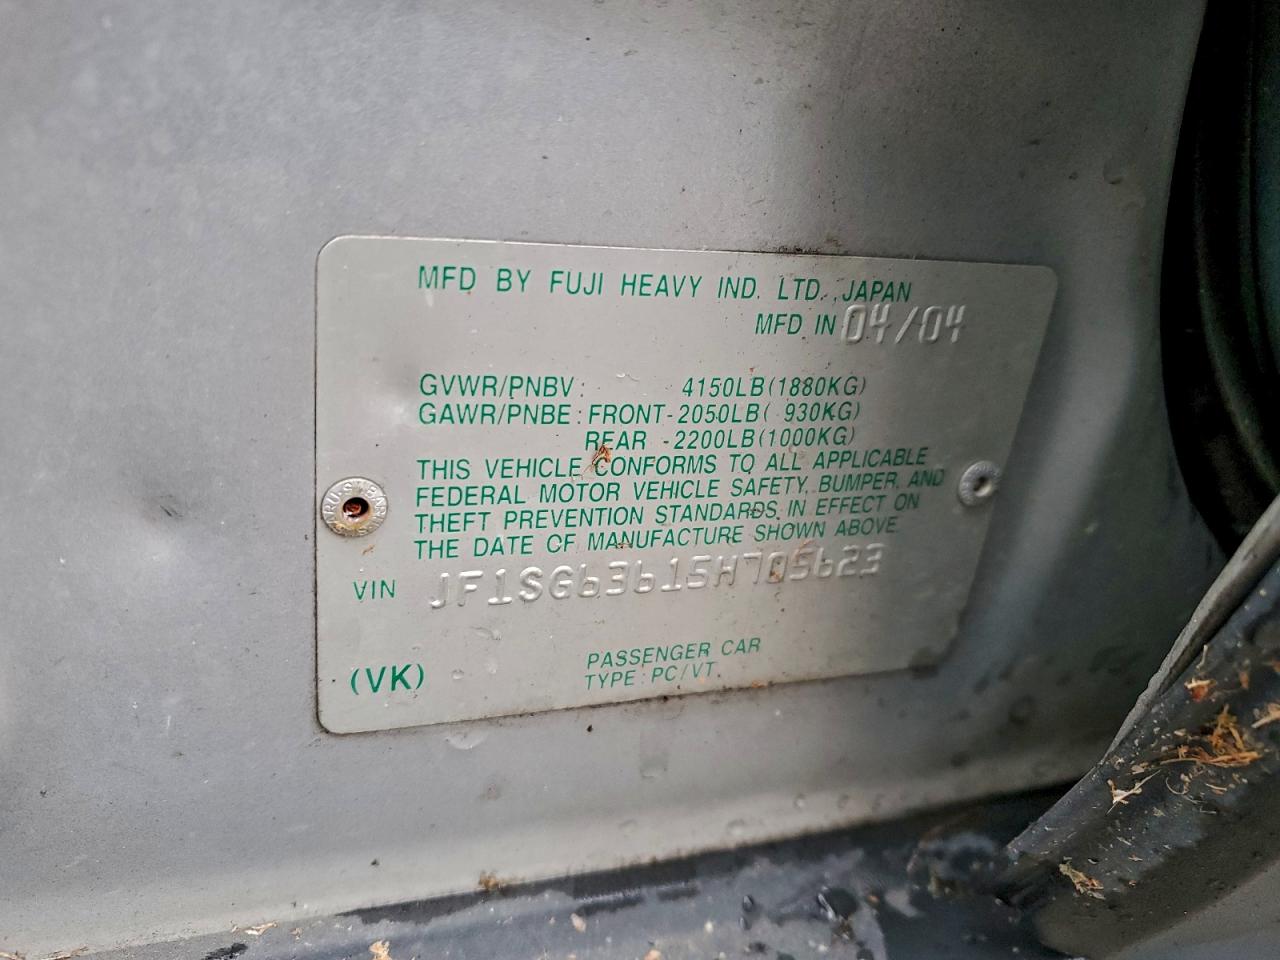 MFD BY FUJI HEAVY IND. LTD., JAPAN
MFD IN 04/04
GVWR/PNBV: 4150LB(1880KG)
GAWR/PNBE: FRONT-2050LB( 930KG)
REAR -2200LB(1000KG)
THIS VEHICLE CONFORMS TO ALL APPLICABLE
FEDERAL MOTOR VEHICLE SAFETY, BUMPER, AND
THEFT PREVENTION STANDARDS IN EFFECT ON
THE DATE OF MANUFACTURE SHOWN ABOVE
VIN JF1SG63615H705623
PASSENGER CAR
(VK) TYPE: PC/VT.